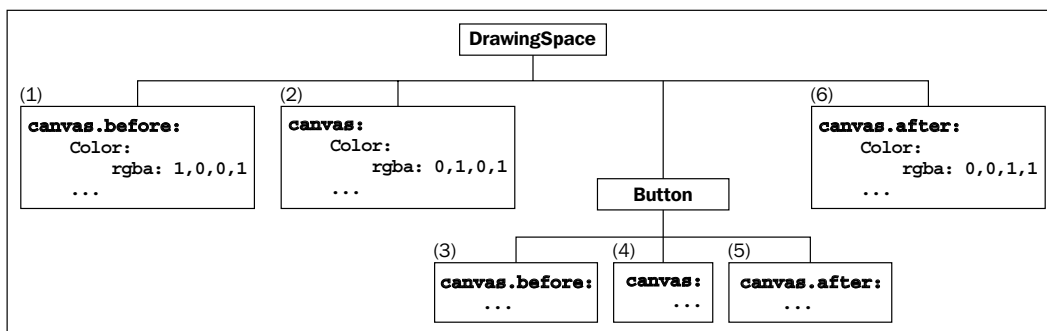 DrawingSpace
(1)
canvas.before:
Color:
rgba: 1,0,0,1
...
(2)
canvas:
Color:
rgba: 0,1,0,1
...
(6)
canvas.after:
Color:
rgba: 0,0,1,1
...
Button
(3)
canvas.before:
...
(4)
canvas:
...
(5)
canvas.after:
...